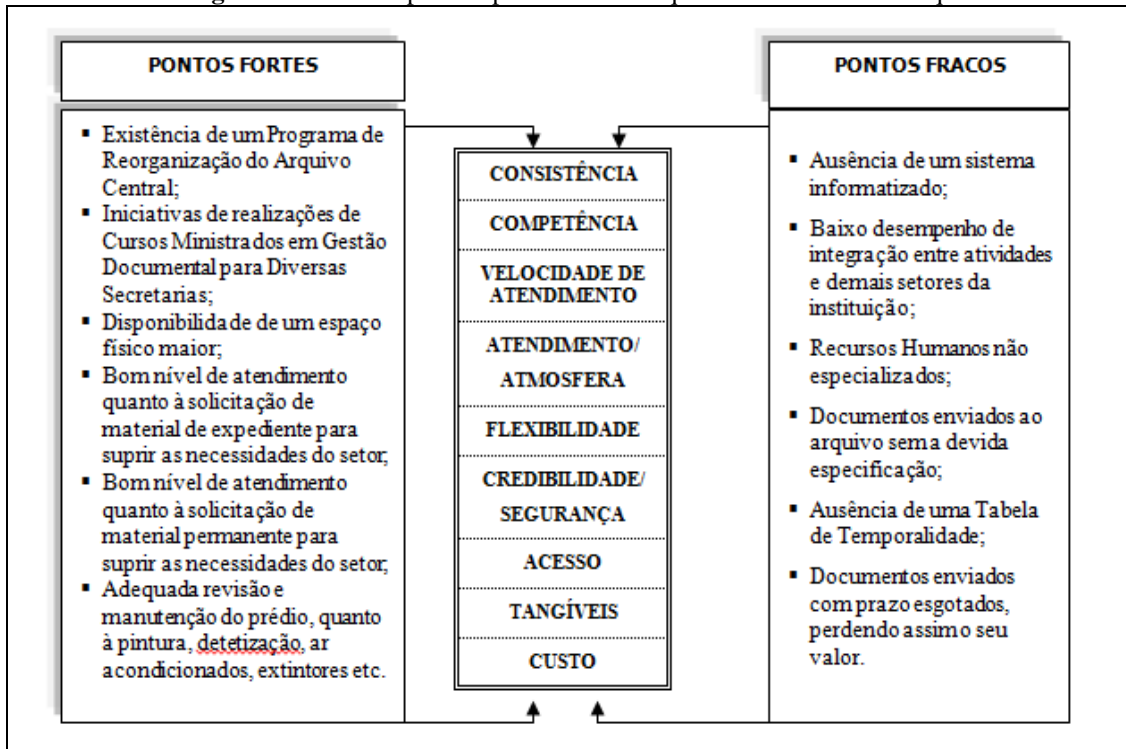 PONTOS FORTES
▪ Existência de um Programa de
Reorganização do Arquivo
Central;
▪ Iniciativas de realizações de
Cursos Ministrados em Gestão
Documental para Diversas
Secretarias;
▪ Disponibilidade de um espaço
físico maior;
▪ Bom nível de atendimento
quanto à solicitação de
material de expediente para
suprir as necessidades do setor;
▪ Bom nível de atendimento
quanto à solicitação de
material permanente para
suprir as necessidades do setor;
▪ Adequada revisão e
manutenção do prédio, quanto
à pintura, detetização, ar
acondicionados, extintores etc.
CONSISTÊNCIA
COMPETÊNCIA
VELOCIDADE DE
ATENDIMENTO
ATENDIMENTO/
ATMOSFERA
FLEXIBILIDADE
CREDIBILIDADE/
SEGURANÇA
ACESSO
TANGÍVEIS
CUSTO
PONTOS FRACOS
▪ Ausência de um sistema
informatizado;
▪ Baixo desempenho de
integração entre atividades
e demais setores da
instituição;
▪ Recursos Humanos não
especializados;
▪ Documentos enviados ao
arquivo sem a devida
especificação;
▪ Ausência de uma Tabela
de Temporalidade;
▪ Documentos enviados
com prazo esgotados,
perdendo assim o seu
valor.